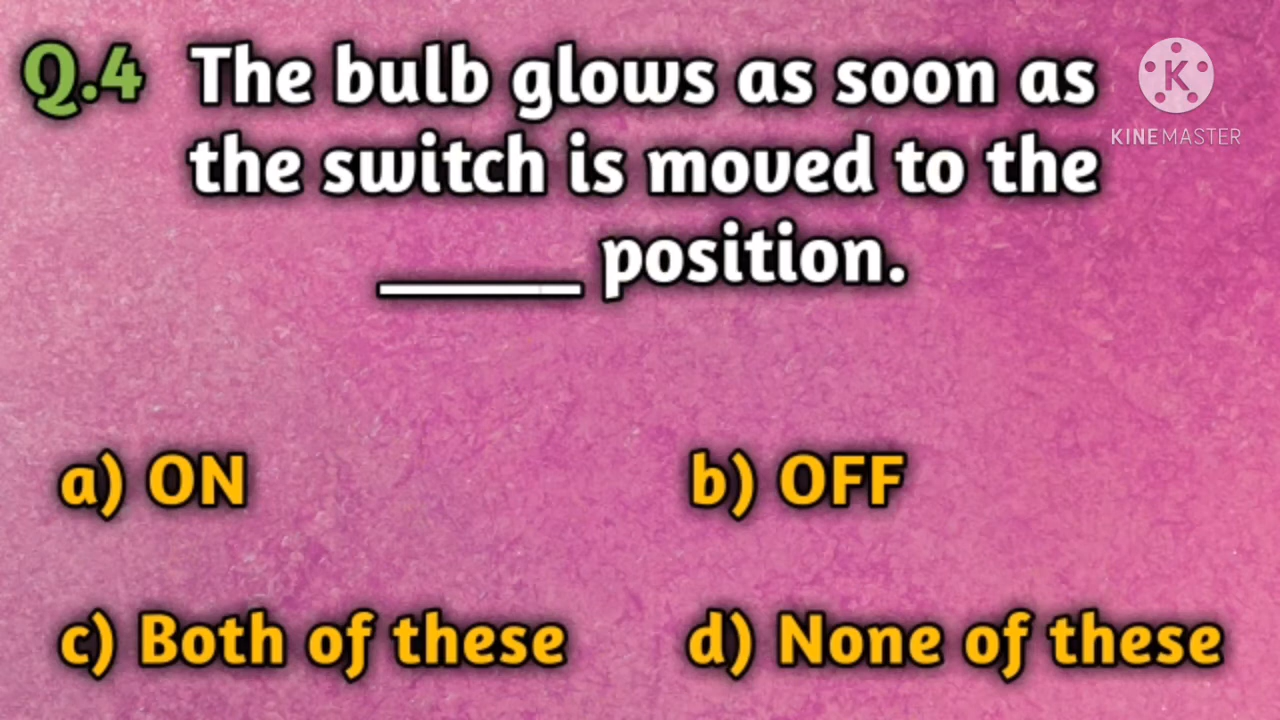 Q.4 The bulb glows as soon as
the switch is moved to the
______ position.
K
KINEMASTER
a) ON
b) OFF
c) Both of these
d) None of these